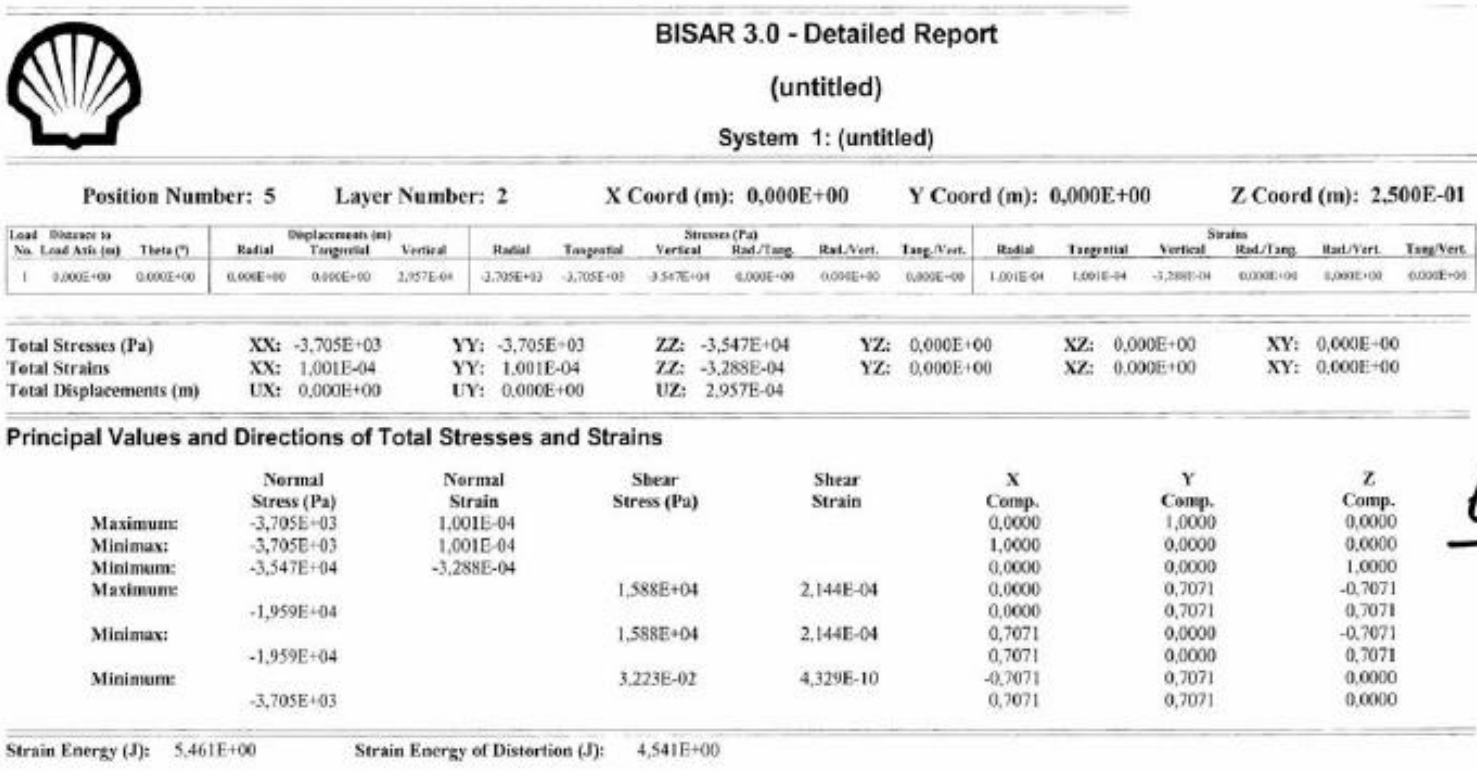 BISAR 3.0 - Detailed Report
(untitled)
System 1: (untitled)
Position Number: 5 Layer Number: 2 X Coord (m): 0,000E+00 Y Coord (m): 0,000E+00 Z Coord (m): 2,500E-01
Load Distance to Displacements (m) Stresses (Pa) Strains
No. Load Axis (m) Theta (°) Radial Tangential Vertical Radial Tangential Vertical Rad./Tang. Rad./Vert. Tang./Vert. Radial Tangential Vertical Rad./Tang. Rad./Vert. Tang/Vert.
1 0,000E+00 0,000E+00 0,000E+00 0,000E+00 2,957E-04 -3,705E+03 -3,705E+03 -3,547E+04 0,000E+00 0,000E+00 0,000E+00 1,001E-04 1,001E-04 -3,288E-04 0,000E+00 0,000E+00 0,000E+00
Total Stresses (Pa) XX: -3,705E+03 YY: -3,705E+03 ZZ: -3,547E+04 YZ: 0,000E+00 XZ: 0,000E+00 XY: 0,000E+00
Total Strains XX: 1,001E-04 YY: 1,001E-04 ZZ: -3,288E-04 YZ: 0,000E+00 XZ: 0,000E+00 XY: 0,000E+00
Total Displacements (m) UX: 0,000E+00 UY: 0,000E+00 UZ: 2,957E-04
Principal Values and Directions of Total Stresses and Strains
Normal Normal Shear Shear X Y Z
Stress (Pa) Strain Stress (Pa) Strain Comp. Comp. Comp.
Maximum: -3,705E+03 1,001E-04 0,0000 1,0000 0,0000
Minimax: -3,705E+03 1,001E-04 1,0000 0,0000 0,0000
Minimum: -3,547E+04 -3,288E-04 0,0000 0,0000 1,0000
Maximum: 1,588E+04 2,144E-04 0,0000 0,7071 -0,7071
-1,959E+04 0,0000 0,7071 0,7071
Minimax: 1,588E+04 2,144E-04 0,7071 0,0000 -0,7071
-1,959E+04 0,7071 0,0000 0,7071
Minimum: 3,223E-02 4,329E-10 -0,7071 0,7071 0,0000
-3,705E+03 0,7071 0,7071 0,0000
Strain Energy (J): 5,461E+00 Strain Energy of Distortion (J): 4,541E+00